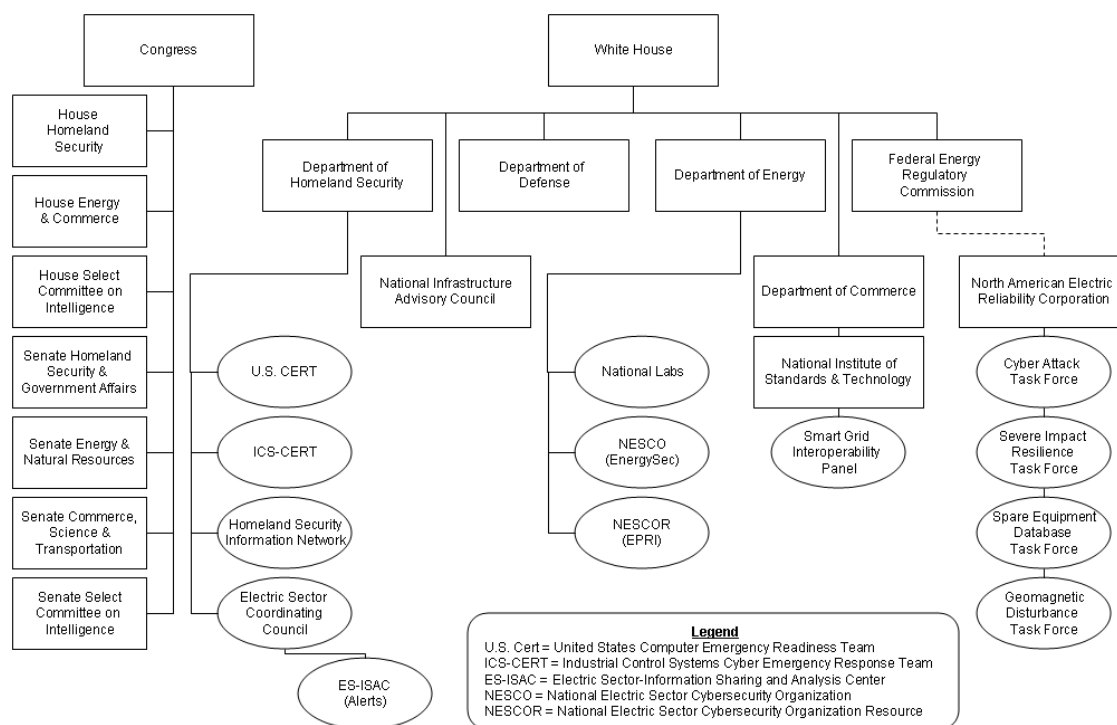 Congress
White House
House
Homeland
Security
House Energy
& Commerce
House Select
Committee on
Intelligence
Senate Homeland
Security &
Government Affairs
Senate Energy &
Natural Resources
Senate Commerce,
Science &
Transportation
Senate Select
Committee on
Intelligence
Department of
Homeland Security
Department of
Defense
Department of Energy
Federal Energy
Regulatory
Commission
National Infrastructure
Advisory Council
Department of Commerce
North American Electric
Reliability Corporation
U.S. CERT
ICS-CERT
Homeland Security
Information Network
Electric Sector
Coordinating
Council
ES-ISAC
(Alerts)
National Labs
NESCO
(EnergySec)
NESCOR
(EPRI)
National Institute of
Standards & Technology
Smart Grid
Interoperability
Panel
Cyber Attack
Task Force
Severe Impact
Resilience
Task Force
Spare Equipment
Database
Task Force
Geomagnetic
Disturbance
Task Force
Legend
U.S. Cert = United States Computer Emergency Readiness Team
ICS-CERT = Industrial Control Systems Cyber Emergency Response Team
ES-ISAC = Electric Sector-Information Sharing and Analysis Center
NESCO = National Electric Sector Cybersecurity Organization
NESCOR = National Electric Sector Cybersecurity Organization Resource